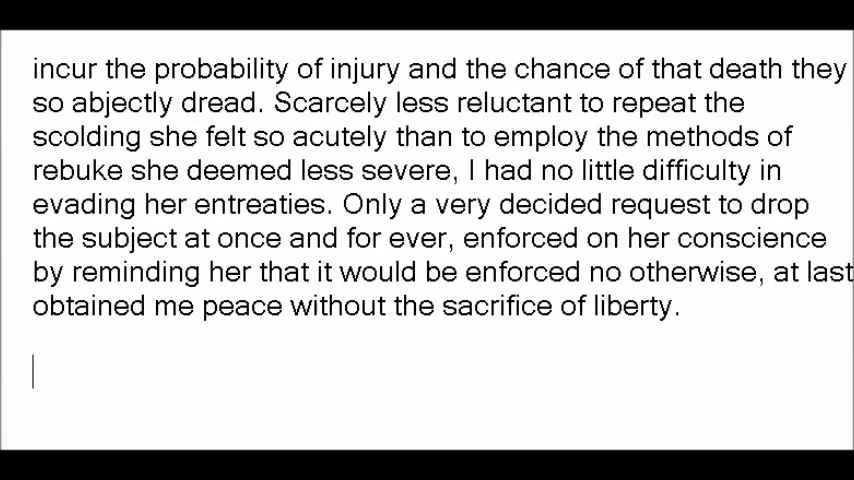 incur the probability of injury and the chance of that death they
so abjectly dread. Scarcely less reluctant to repeat the
scolding she felt so acutely than to employ the methods of
rebuke she deemed less severe, I had no little difficulty in
evading her entreaties. Only a very decided request to drop
the subject at once and for ever, enforced on her conscience
by reminding her that it would be enforced no otherwise, at last
obtained me peace without the sacrifice of liberty.